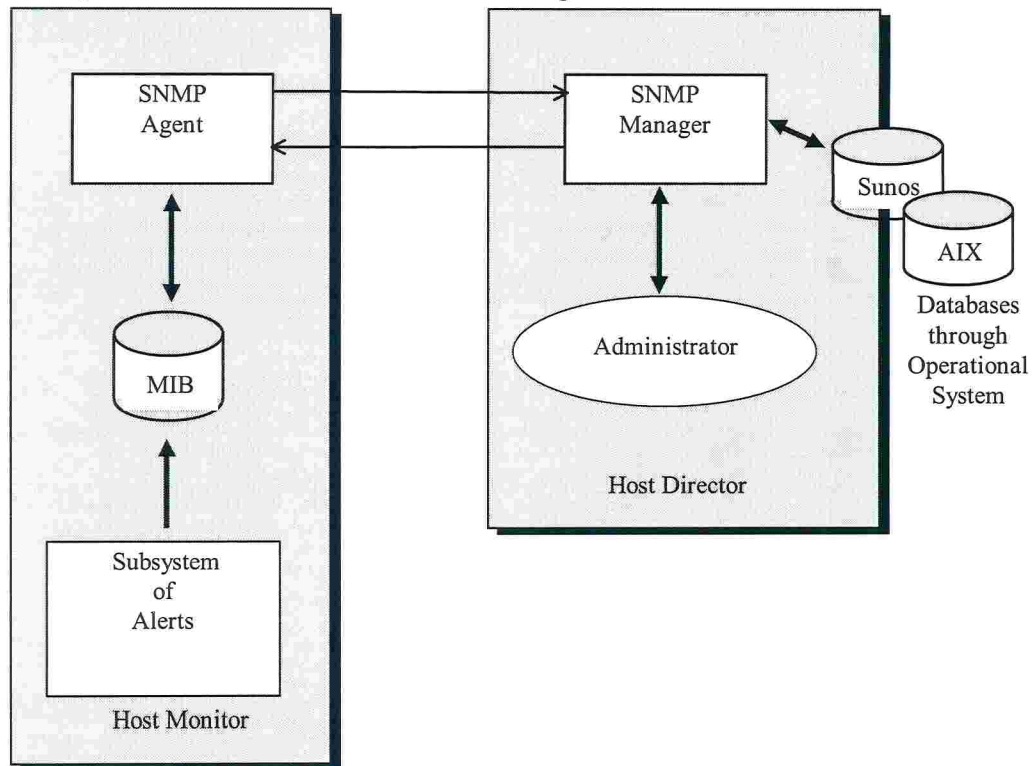 SNMP
Agent
MIB
Subsystem
of
Alerts
Host Monitor
SNMP
Manager
Administrator
Host Director
Sunos
AIX
Databases
through
Operational
System